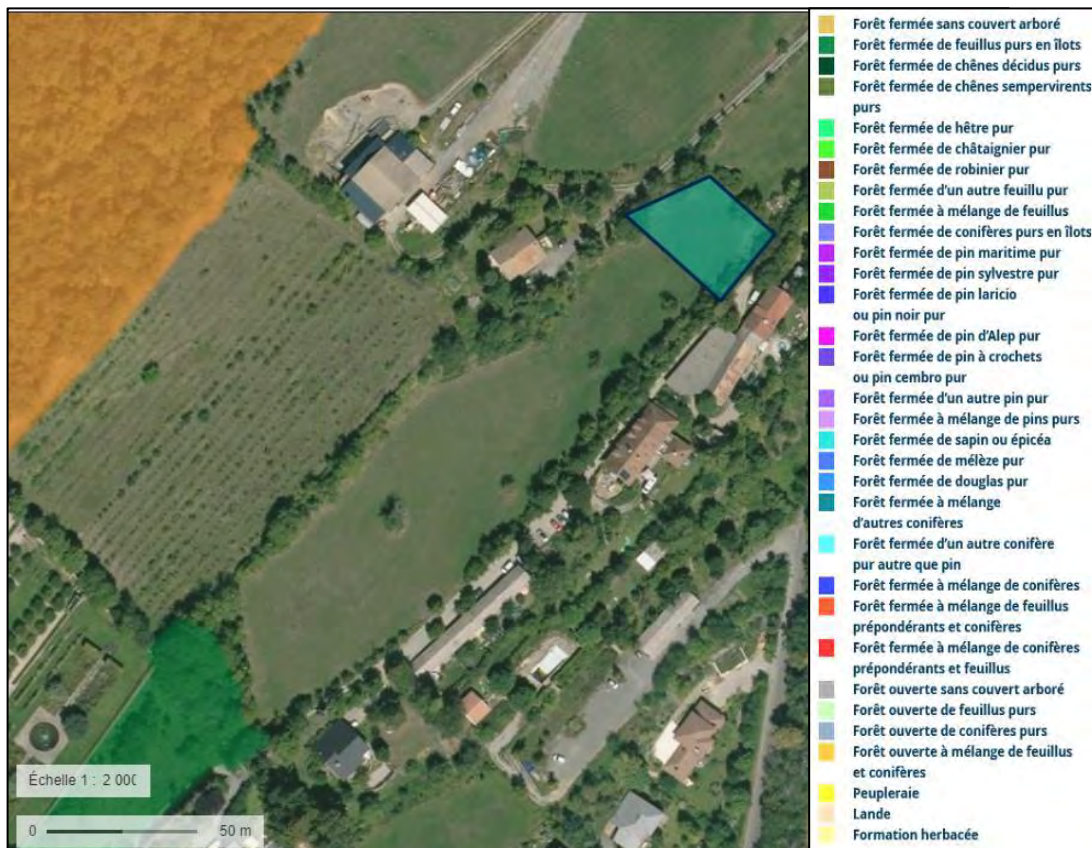 Forêt fermée sans couvert arboré
Forêt fermée de feuillus purs en îlots
Forêt fermée de chênes décidus purs
Forêt fermée de chênes sempervirents
purs
Forêt fermée de hêtre pur
Forêt fermée de châtaignier pur
Forêt fermée de robinier pur
Forêt fermée d'un autre feuillu pur
Forêt fermée à mélange de feuillus
Forêt fermée de conifères purs en îlots
Forêt fermée de pin maritime pur
Forêt fermée de pin sylvestre pur
Forêt fermée de pin laricio
ou pin noir pur
Forêt fermée de pin d'Alep pur
Forêt fermée de pin à crochets
ou pin cembro pur
Forêt fermée d'un autre pin pur
Forêt fermée à mélange de pins purs
Forêt fermée de sapin ou épicéa
Forêt fermée de mélèze pur
Forêt fermée de douglas pur
Forêt fermée à mélange
d'autres conifères
Forêt fermée d'un autre conifère
pur autre que pin
Forêt fermée à mélange de conifères
Forêt fermée à mélange de feuillus
prépondérants et conifères
Forêt fermée à mélange de conifères
prépondérants et feuillus
Forêt ouverte sans couvert arboré
Forêt ouverte de feuillus purs
Forêt ouverte de conifères purs
Forêt ouverte à mélange de feuillus
et conifères
Peupleraie
Lande
Formation herbacée
Échelle 1 : 2 000
0 50 m